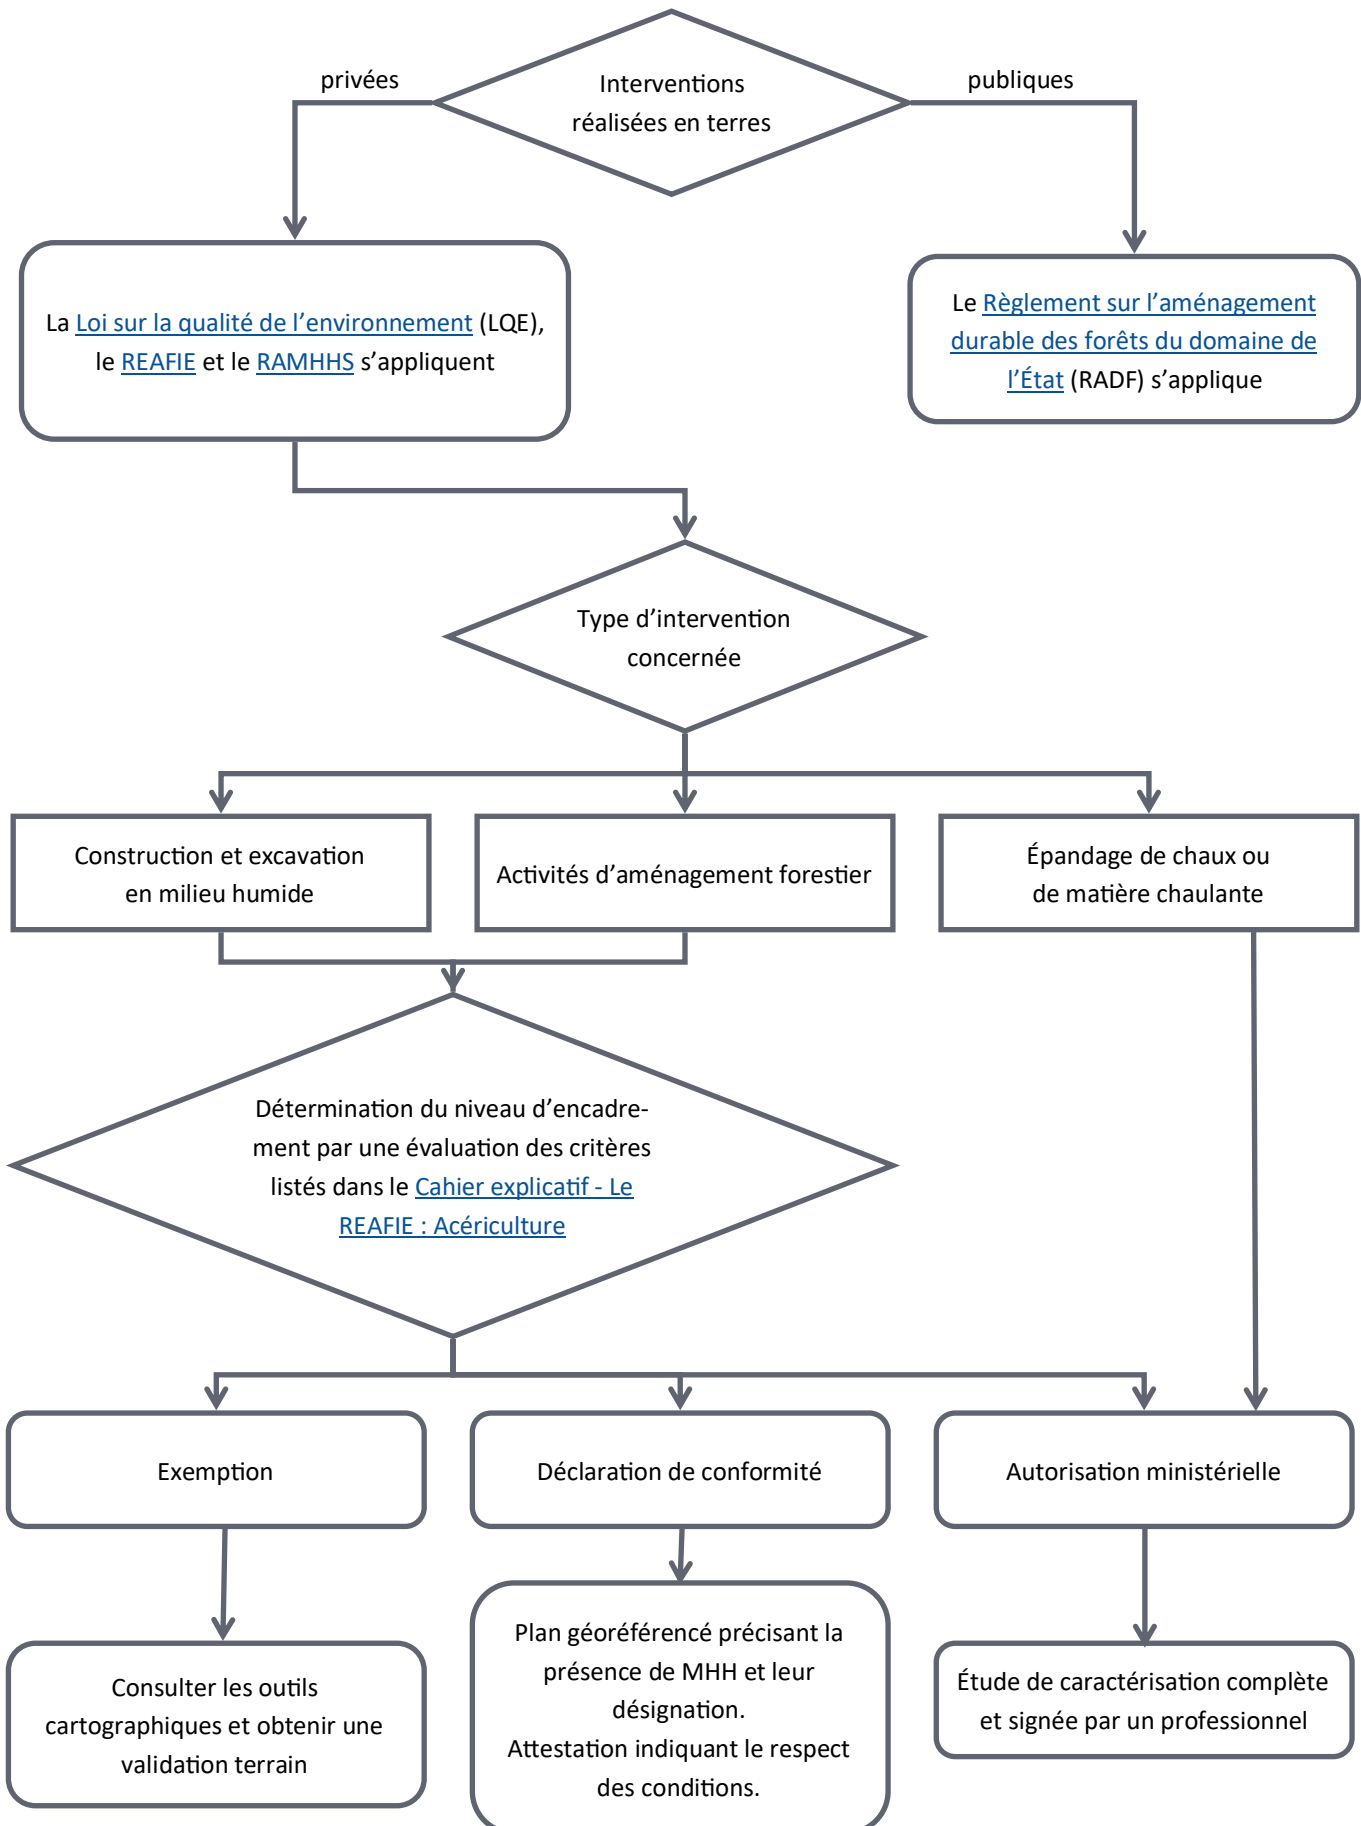 privées
Interventions
réalisées en terres
publiques
La Loi sur la qualité de l’environnement (LQE),
le REAFIE et le RAMHHS s’appliquent
Le Règlement sur l’aménagement
durable des forêts du domaine de
l’État (RADF) s’applique
Type d’intervention
concernée
Construction et excavation
en milieu humide
Activités d’aménagement forestier
Épandage de chaux ou
de matière chaulante
Détermination du niveau d’encadre-
ment par une évaluation des critères
listés dans le Cahier explicatif - Le
REAFIE : Acériculture
Exemption
Déclaration de conformité
Autorisation ministérielle
Consulter les outils
cartographiques et obtenir une
validation terrain
Plan géoréférencé précisant la
présence de MHH et leur
désignation.
Attestation indiquant le respect
des conditions.
Étude de caractérisation complète
et signée par un professionnel